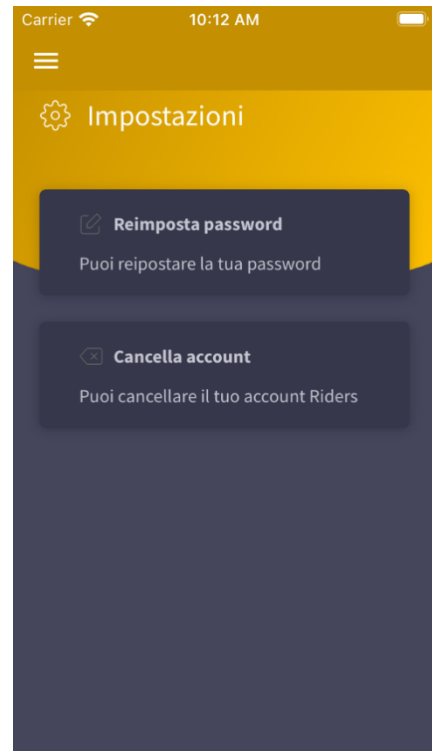 Carrier 10:12 AM
Impostazioni
Reimposta password
Puoi reipostare la tua password
Cancella account
Puoi cancellare il tuo account Riders